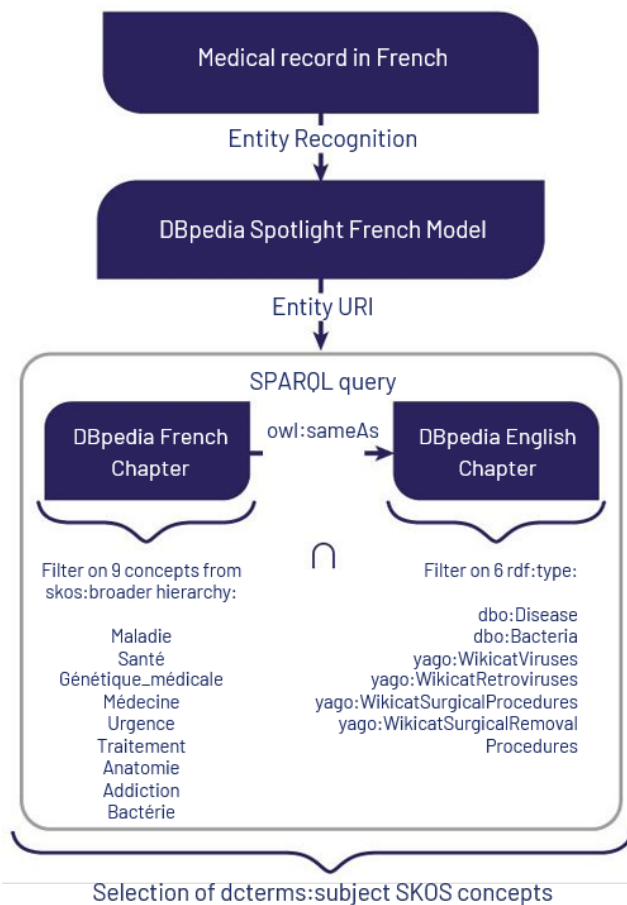 Medical record in French
Entity Recognition
DBpedia Spotlight French Model
Entity URI
SPARQL query
DBpedia French
Chapter
owl:sameAs
DBpedia English
Chapter
Filter on 9 concepts from
skos:broader hierarchy:
Maladie
Santé
Génétique_médicale
Médecine
Urgence
Traitement
Anatomie
Addiction
Bactérie
∩
Filter on 6 rdf:type:
dbo:Disease
dbo:Bacteria
yago:WikicatViruses
yago:WikicatRetroviruses
yago:WikicatSurgicalProcedures
yago:WikicatSurgicalRemoval
Procedures
Selection of dcterms:subject SKOS concepts